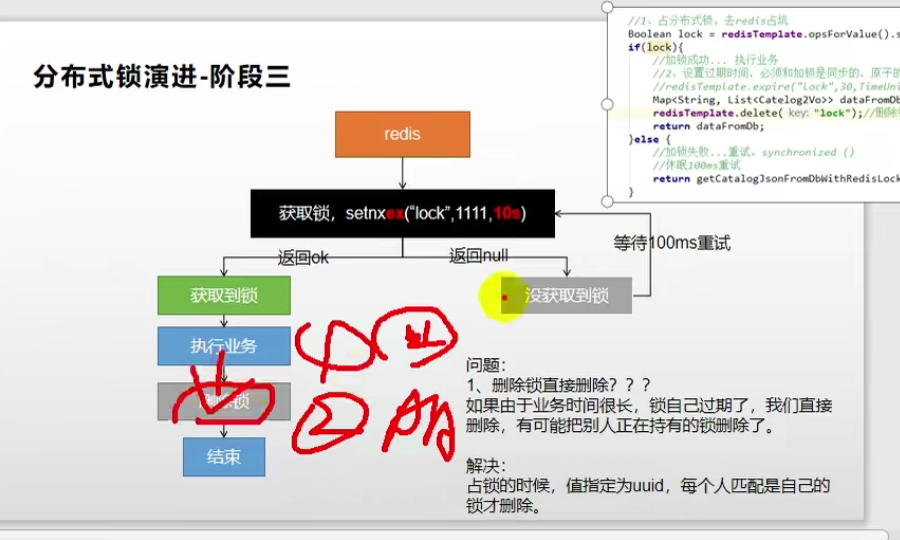 分布式锁演进-阶段三
//1、占分布式锁。去redis占坑
Boolean lock = redisTemplate.opsForValue().s
if(lock){
//加锁成功... 执行业务
//2、设置过期时间，必须和加锁是同步的，原子的
//redisTemplate.expire("lock",30,TimeUni
Map<String, List<Catelog2Vo>> dataFromDb
redisTemplate.delete( key: "lock");//删除锁
return dataFromDb;
}else {
//加锁失败...重试。synchronized ()
//休眠100ms重试
return getCatalogJsonFromDbWithRedisLock
}
redis
获取锁，setnxex(“lock”,1111,10s)
返回ok
返回null
等待100ms重试
获取到锁
没获取到锁
执行业务
删除锁
结束
问题：
1、删除锁直接删除？？？
如果由于业务时间很长，锁自己过期了，我们直接
删除，有可能把别人正在持有的锁删除了。
解决：
占锁的时候，值指定为uuid，每个人匹配是自己的
锁才删除。